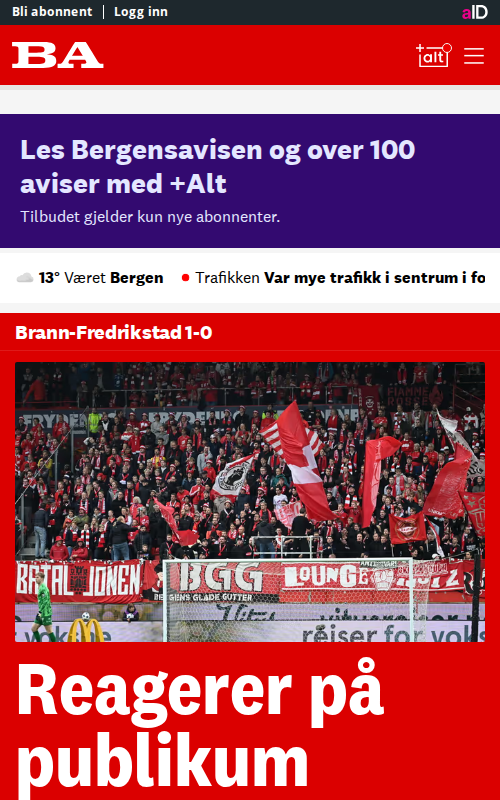 Bli abonnent
Logg inn
aID
BA
+alt
Les Bergensavisen og over 100
aviser med +Alt
Tilbudet gjelder kun nye abonnenter.
13° Været Bergen
Trafikken Var mye trafikk i sentrum i fo
Brann-Fredrikstad 1-0
BATALJONEN
BGG
BERGENS GLADE GUTTER
LOUNGE
reiser for
Reagerer på
publikum